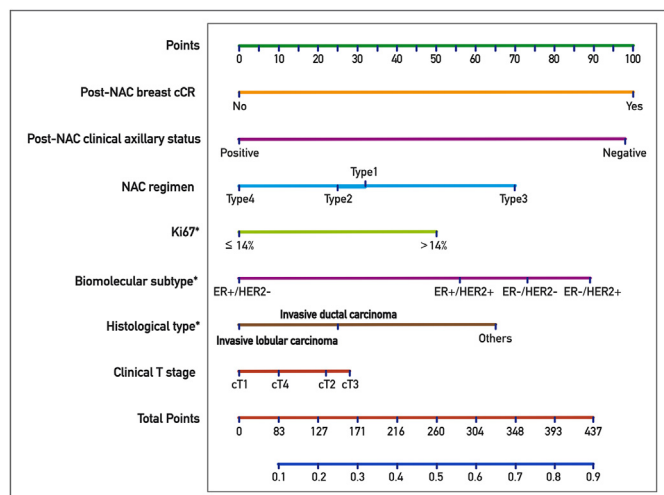 Points
0 10 20 30 40 50 60 70 80 90 100
Post-NAC breast cCR
No Yes
Post-NAC clinical axillary status
Positive Negative
Type1
NAC regimen
Type4 Type2 Type3
Ki67*
≤ 14% >14%
Biomolecular subtype*
ER+/HER2- ER+/HER2+ ER-/HER2- ER-/HER2+
Invasive ductal carcinoma
Histological type*
Invasive lobular carcinoma Others
Clinical T stage
cT1 cT4 cT2 cT3
Total Points
0 83 127 171 216 260 304 348 393 437
0.1 0.2 0.3 0.4 0.5 0.6 0.7 0.8 0.9